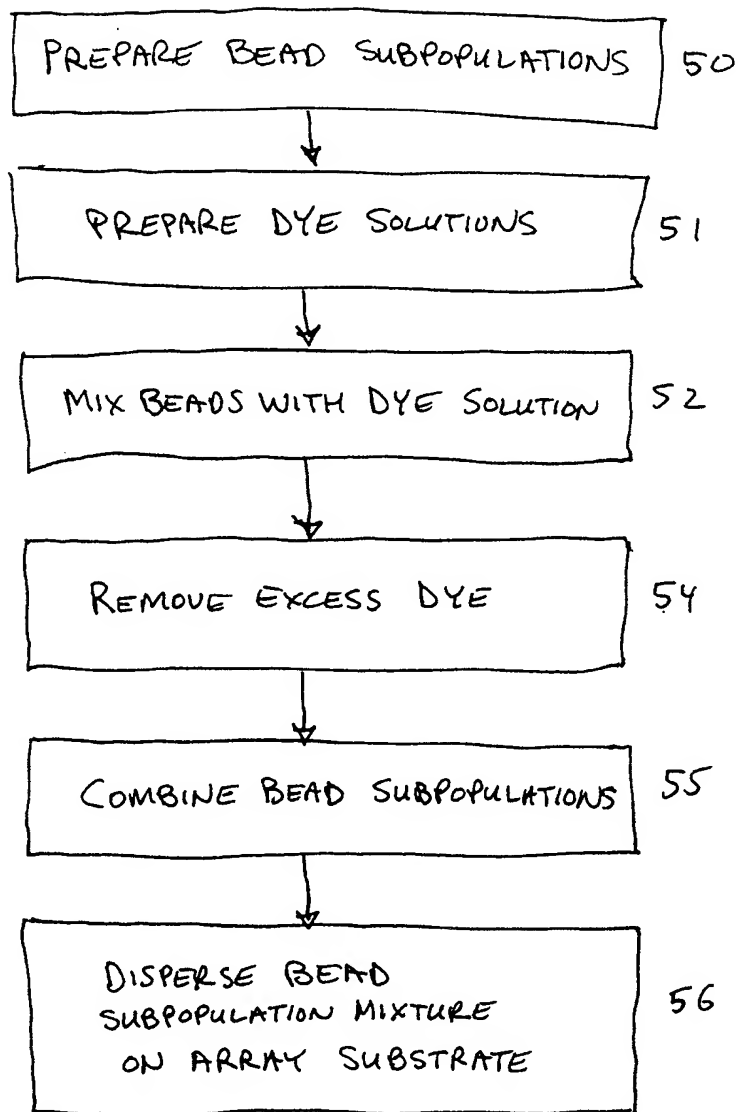 PREPARE BEAD SUBPOPULATIONS 50
PREPARE DYE SOLUTIONS 51
MIX BEADS WITH DYE SOLUTION 52
REMOVE EXCESS DYE 54
COMBINE BEAD SUBPOPULATIONS 55
DISPERSE BEAD
SUBPOPULATION MIXTURE 56
ON ARRAY SUBSTRATE